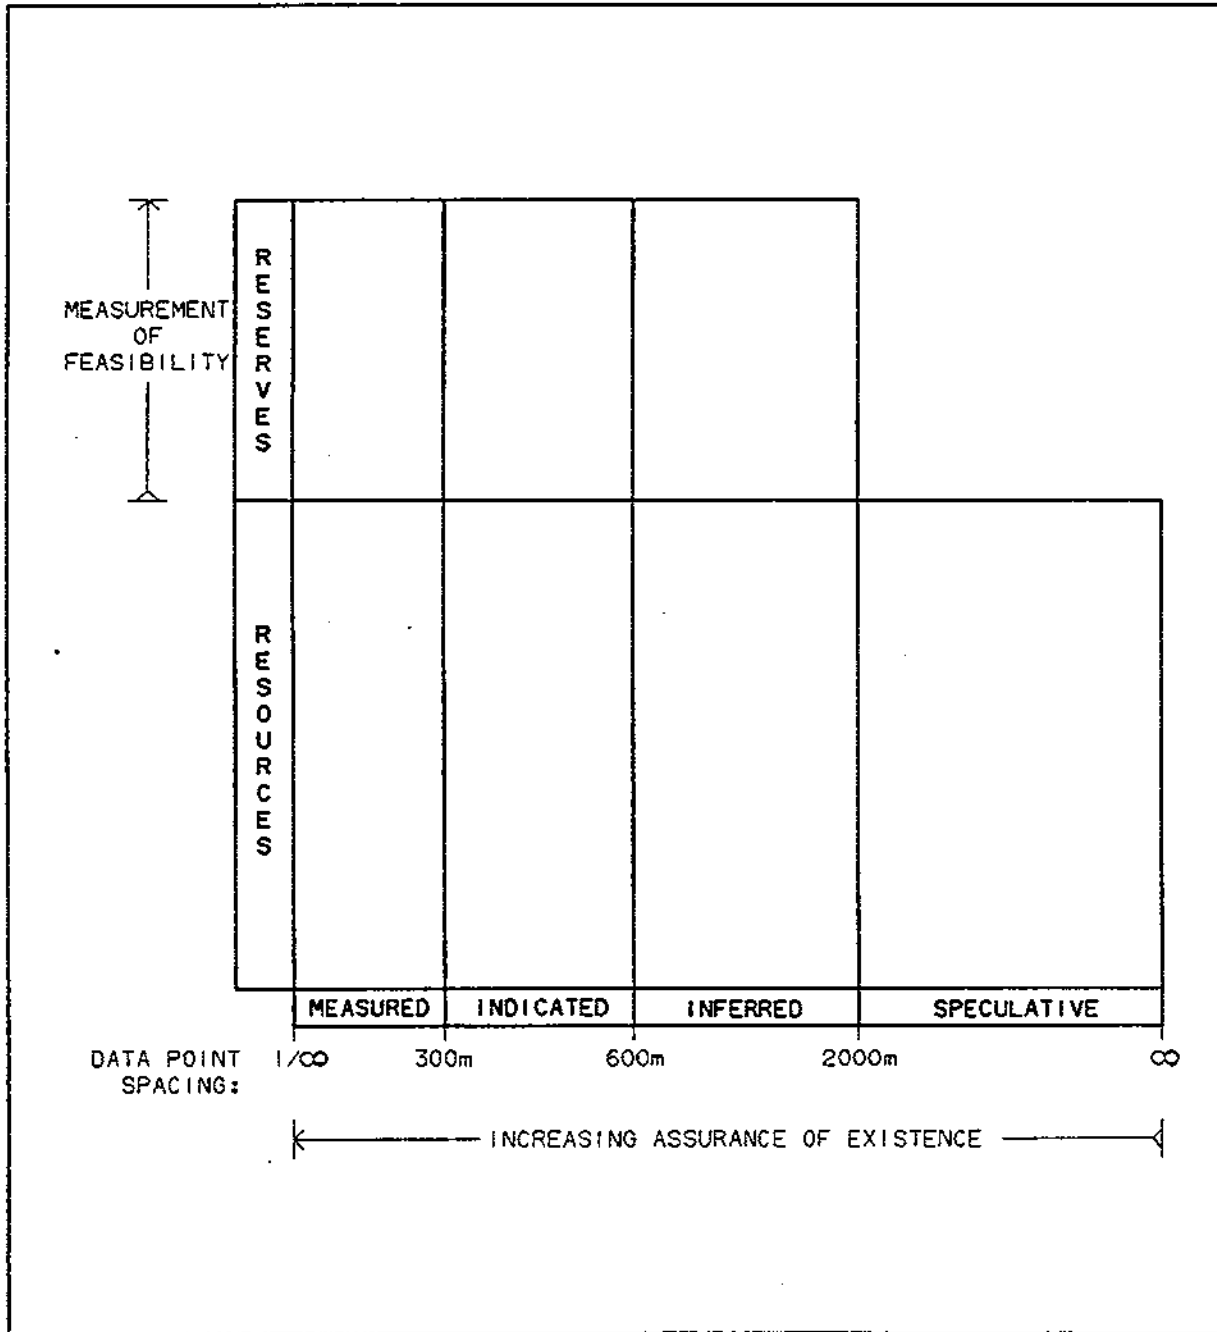 RESERVES
MEASUREMENT
OF
FEASIBILITY
RESOURCES
MEASURED INDICATED INFERRED SPECULATIVE
DATA POINT 1/∞ 300m 600m 2000m ∞
SPACING:
INCREASING ASSURANCE OF EXISTENCE